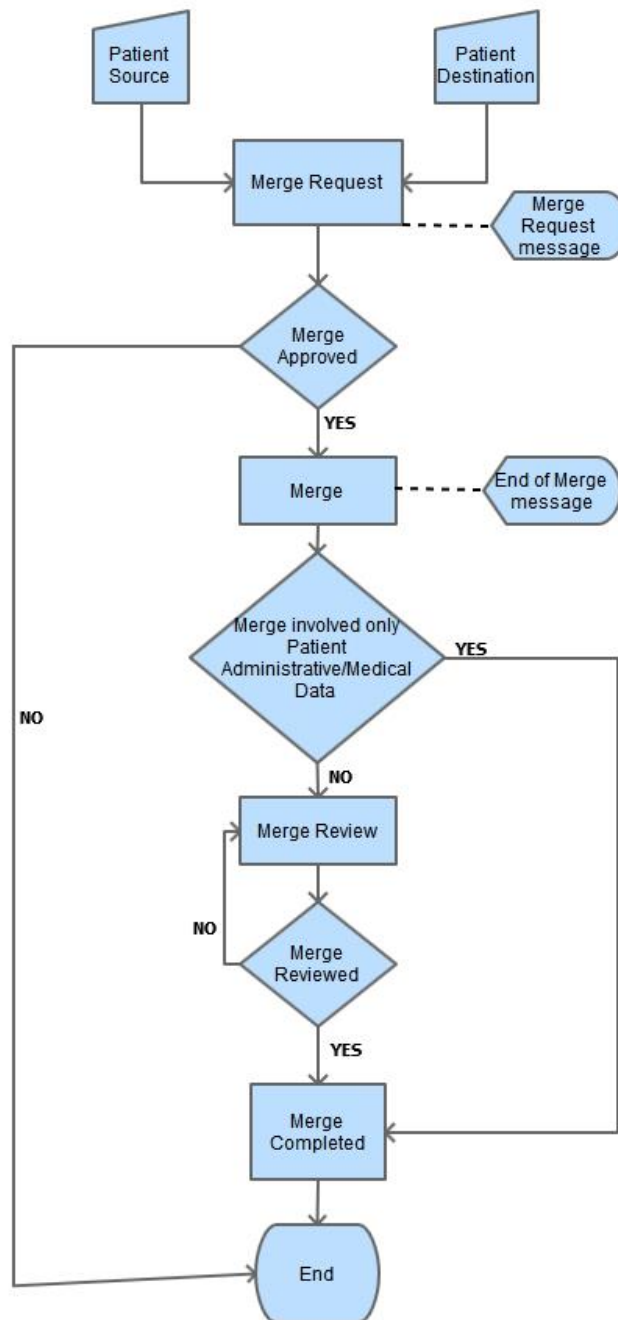 Patient
Source
Patient
Destination
Merge Request
Merge
Request
message
Merge
Approved
YES
Merge
End of Merge
message
Merge involved only
Patient
Administrative/Medical
Data
YES
NO
NO
Merge Review
NO
Merge
Reviewed
YES
Merge
Completed
End